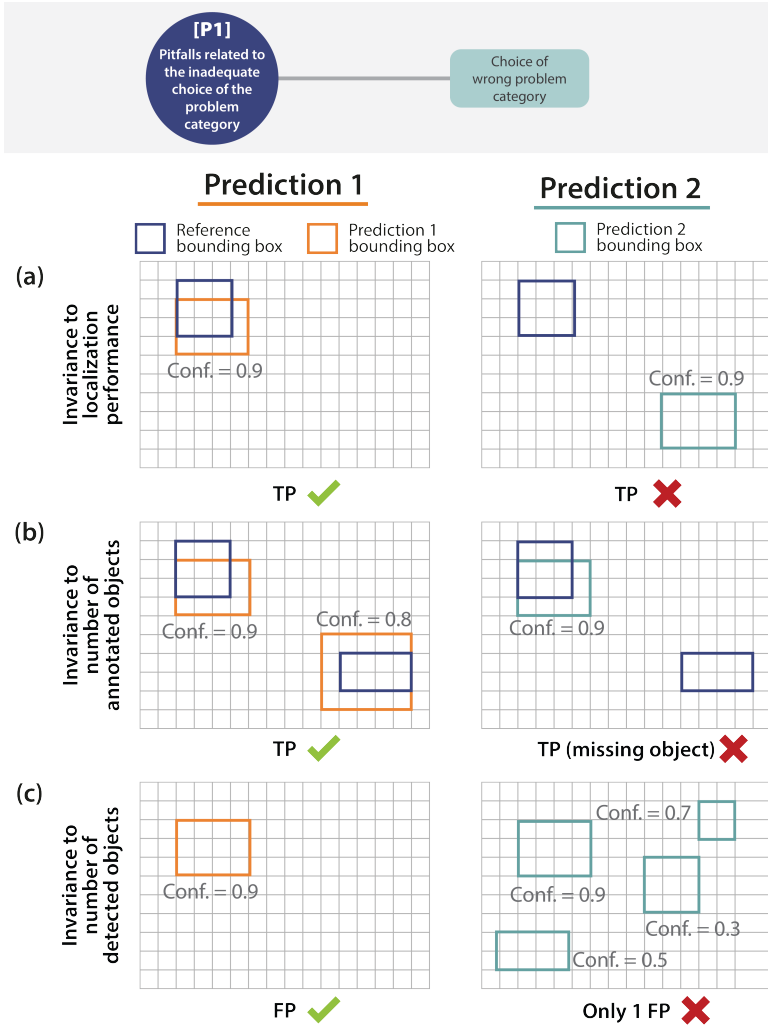 [P1]
Pitfalls related to
the inadequate
choice of the
problem
category
Choice of
wrong problem
category
Prediction 1
Prediction 2
Reference
bounding box
Prediction 1
bounding box
Prediction 2
bounding box
(a)
Invariance to
localization
performance
Conf. = 0.9
Conf. = 0.9
TP
TP
(b)
Invariance to
number of
annotated objects
Conf. = 0.9
Conf. = 0.8
Conf. = 0.9
TP
TP (missing object)
(c)
Invariance to
number of
detected objects
Conf. = 0.9
Conf. = 0.7
Conf. = 0.9
Conf. = 0.3
Conf. = 0.5
FP
Only 1 FP